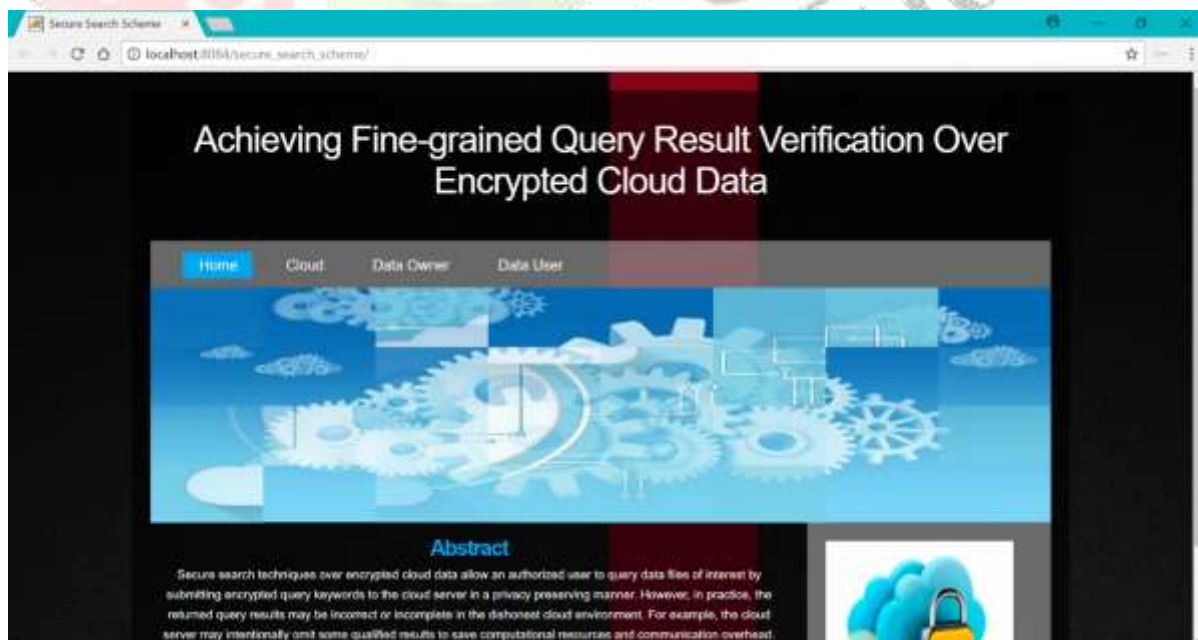 Secure Search Scheme
localhost:8084/secure_search_scheme/
Achieving Fine-grained Query Result Verification Over
Encrypted Cloud Data
Home Cloud Data Owner Data User
Abstract
Secure search techniques over encrypted cloud data allow an authorized user to query data files of interest by
submitting encrypted query keywords to the cloud server in a privacy preserving manner. However, in practice, the
returned query results may be incorrect or incomplete in the dishonest cloud environment. For example, the cloud
server may intentionally omit some qualified results to save computational resources and communication overhead.